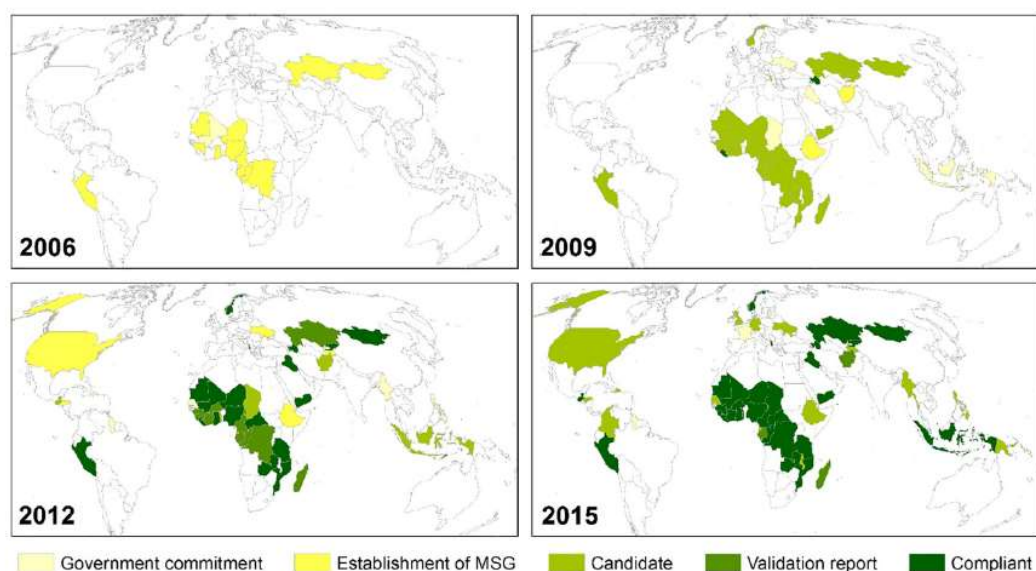 2006
2009
2012
2015
Government commitment
Establishment of MSG
Candidate
Validation report
Compliant